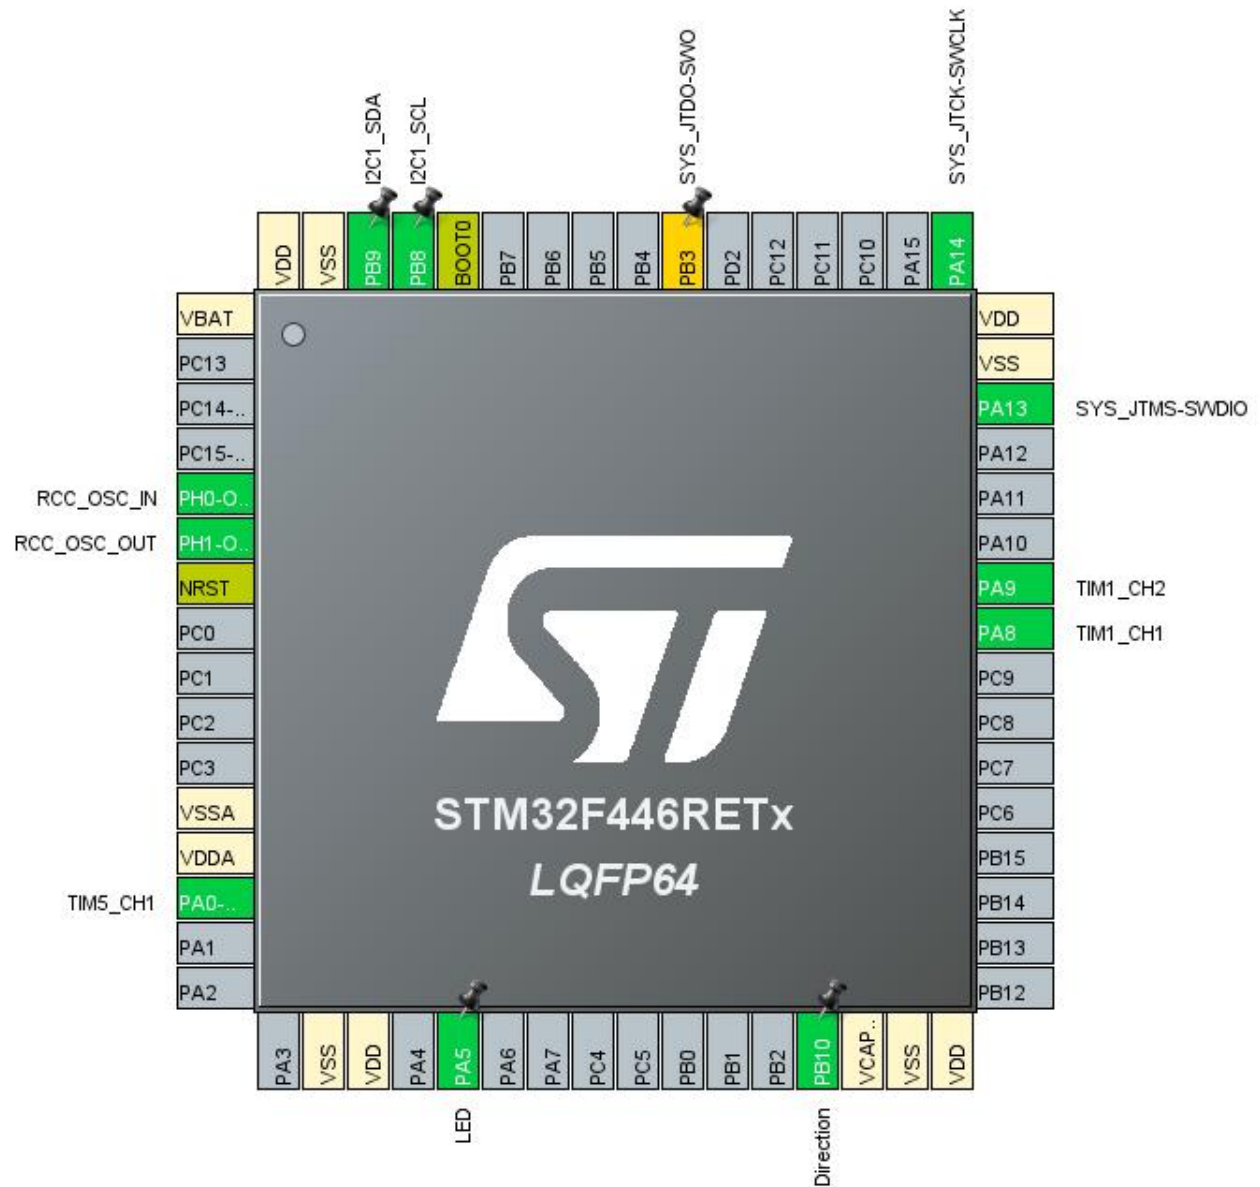 I2C1_SDA
I2C1_SCL
SYS_JTDO-SWO
SYS_JTCK-SWCLK
VDD
VSS
PB9
PB8
BOOT0
PB7
PB6
PB5
PB4
PB3
PD2
PC12
PC11
PC10
PA15
PA14
VBAT
PC13
PC14-..
PC15-..
RCC_OSC_IN PH0-O..
RCC_OSC_OUT PH1-O..
NRST
PC0
PC1
PC2
PC3
VSSA
VDDA
TIM5_CH1 PA0-..
PA1
PA2
STM32F446RETx
LQFP64
VDD
VSS
PA13 SYS_JTMS-SWDIO
PA12
PA11
PA10
PA9 TIM1_CH2
PA8 TIM1_CH1
PC9
PC8
PC7
PC6
PB15
PB14
PB13
PB12
PA3
VSS
VDD
PA4
PA5
PA6
PA7
PC4
PC5
PB0
PB1
PB2
PB10
VCAP..
VSS
VDD
LED
Direction